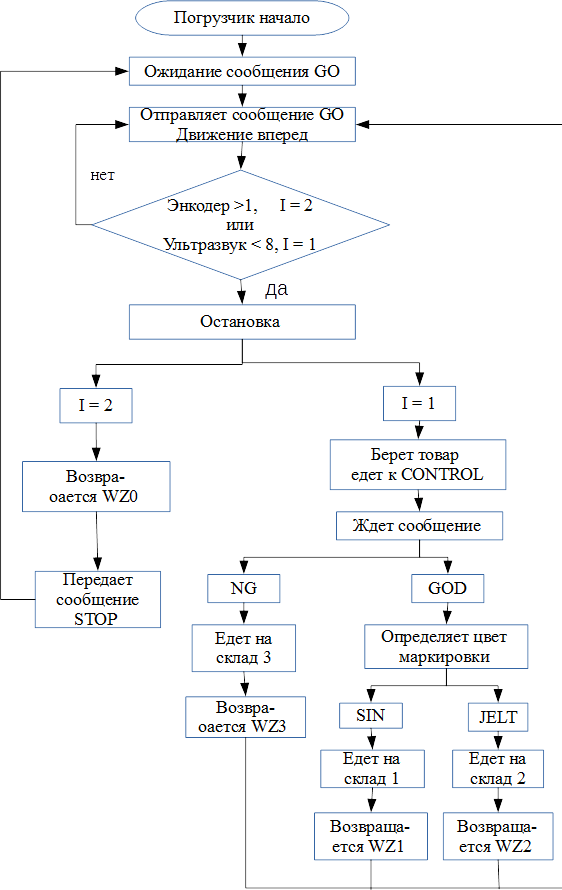 Погрузчик начало
Ожидание сообщения GO
Отправляет сообщение GO
Движение вперед
нет
Энкодер >1, I = 2
или
Ультразвук < 8, I = 1
да
Остановка
I = 2
I = 1
Возвра-
оается WZ0
Берет товар
едет к CONTROL
Ждет сообщение
Передает
сообщение
STOP
NG
GOD
Едет на
склад 3
Определяет цвет
маркировки
Возвра-
оается WZ3
SIN
JELT
Едет на
склад 1
Едет на
склад 2
Возвраща-
ется WZ1
Возвраща-
ется WZ2